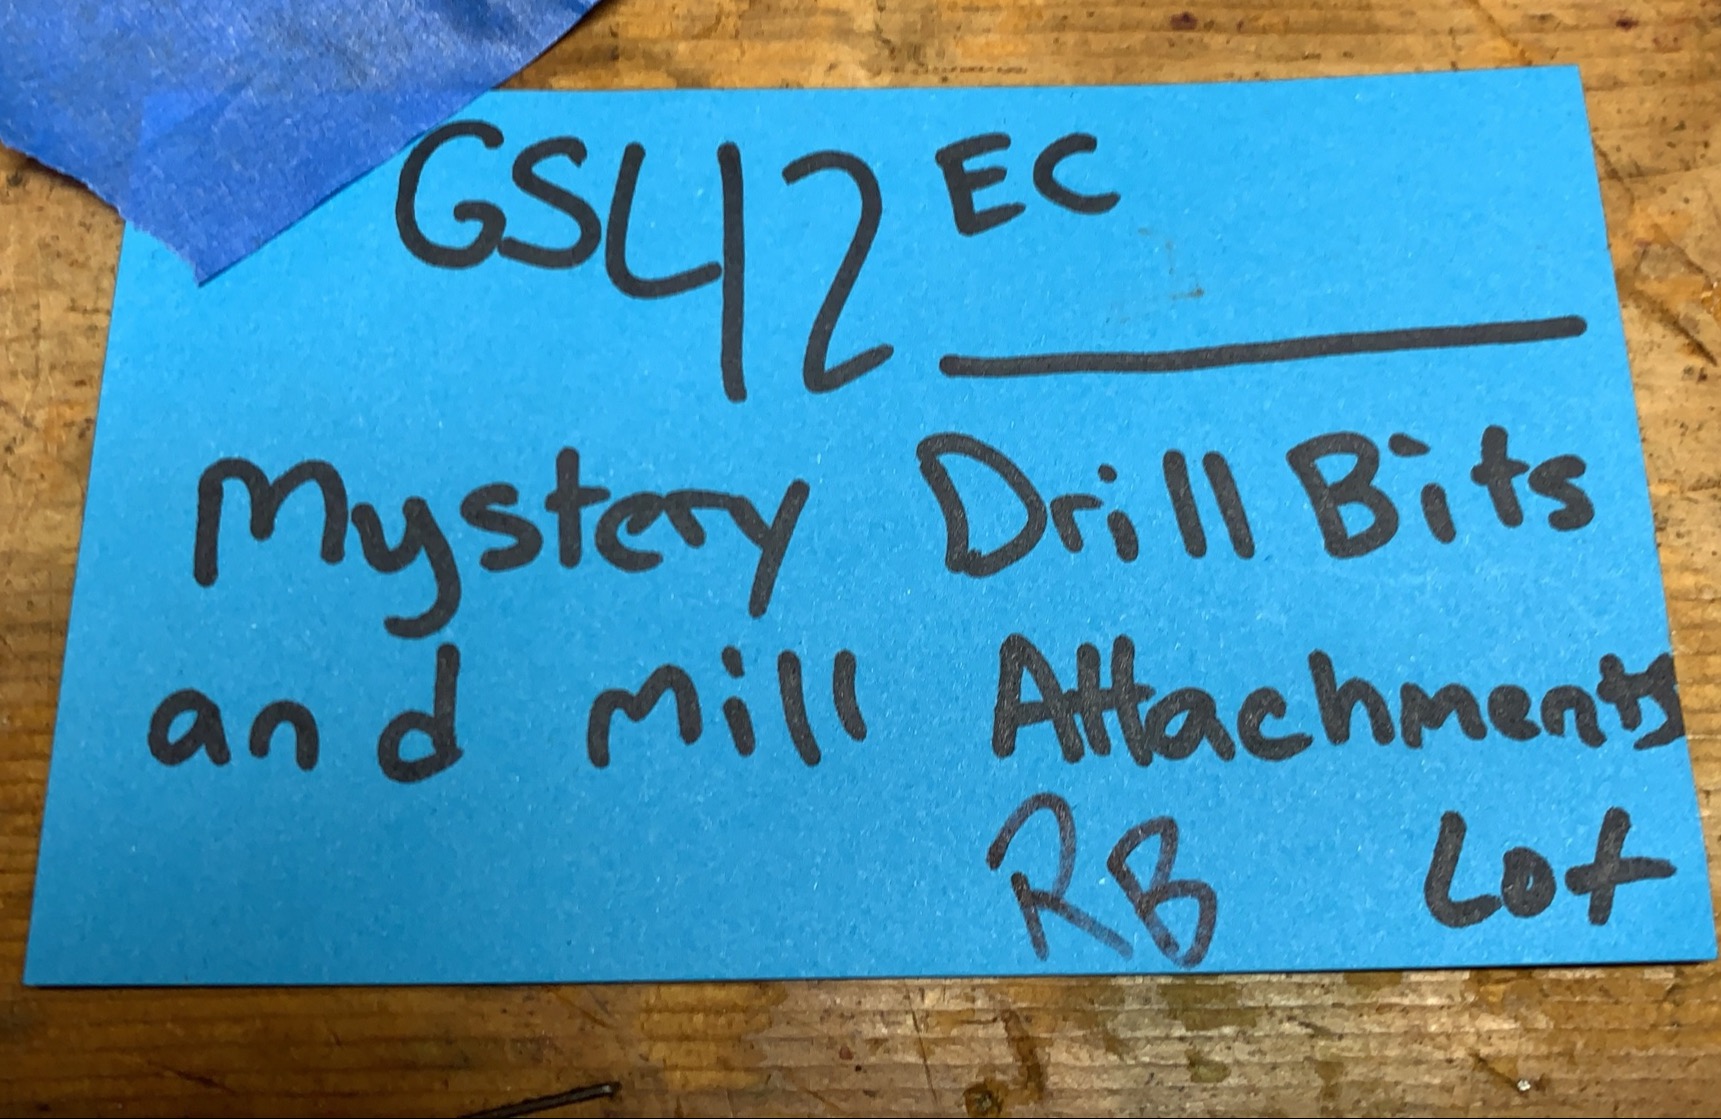 GS42 EC
Mystery Drill Bits
and Mill Attachments
RB Lot